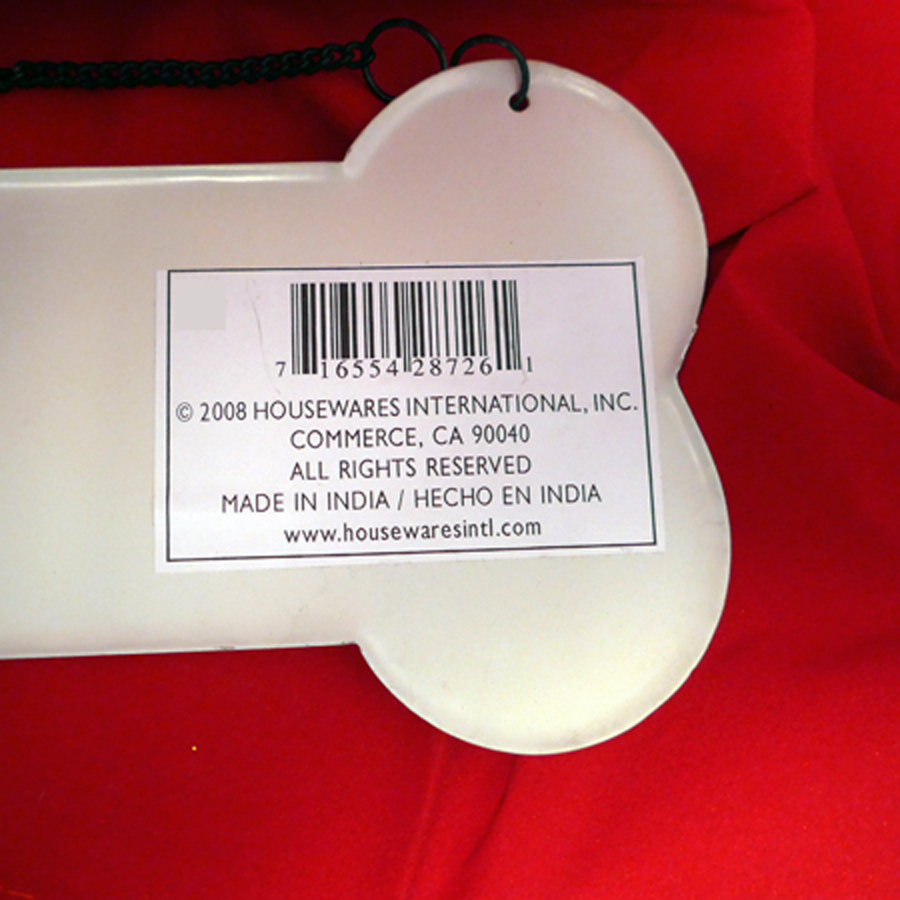 7 16554 28726 1
© 2008 HOUSEWARES INTERNATIONAL, INC.
COMMERCE, CA 90040
ALL RIGHTS RESERVED
MADE IN INDIA / HECHO EN INDIA
www.housewaresintl.com